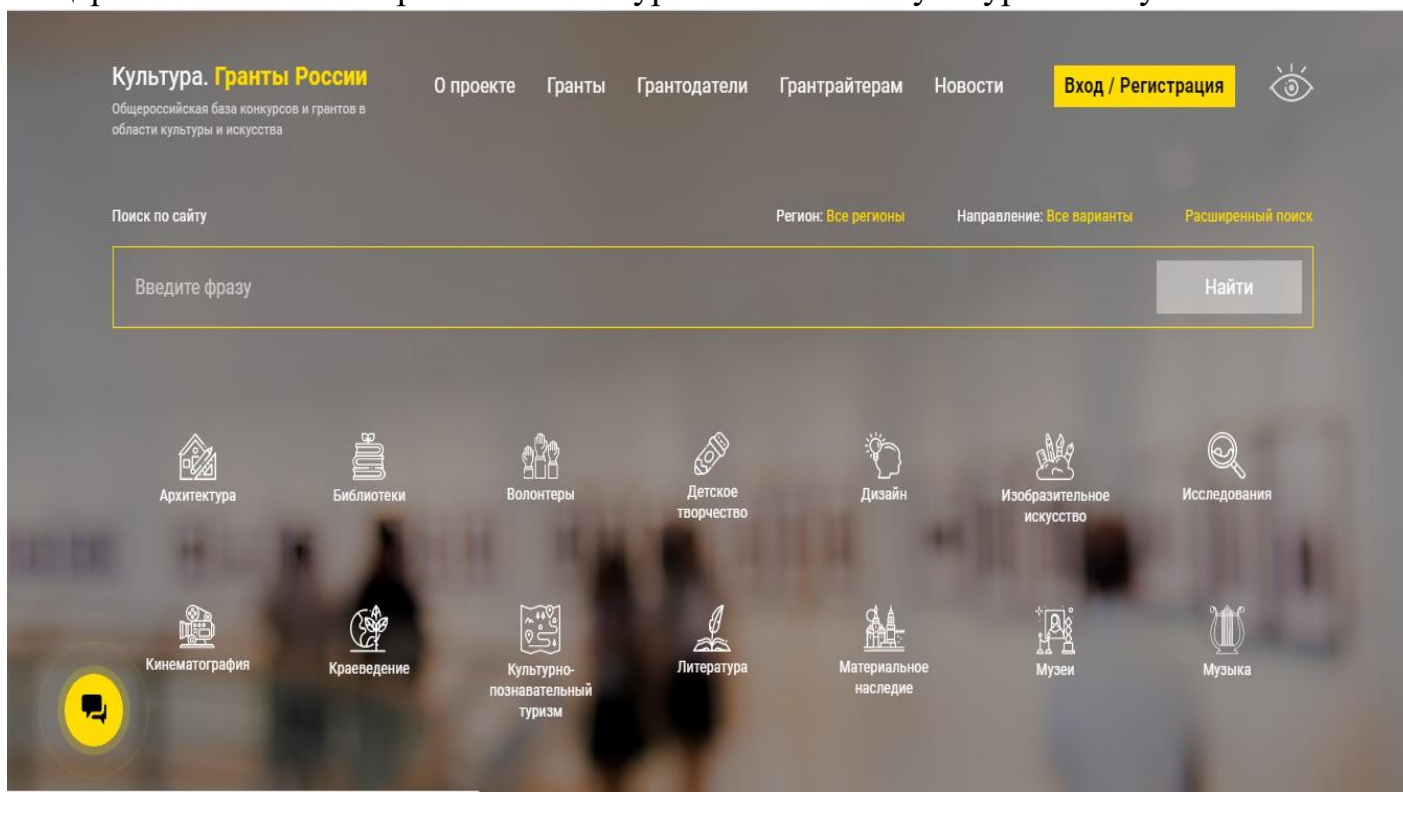 Культура. Гранты России
Общероссийская база конкурсов и грантов в
области культуры и искусства
О проекте Гранты Грантодатели Грантрайтерам Новости Вход / Регистрация
Поиск по сайту Регион: Все регионы Направление: Все варианты Расширенный поиск
Введите фразу Найти
Архитектура
Библиотеки
Волонтеры
Детское
творчество
Дизайн
Изобразительное
искусство
Исследования
Кинематография
Краеведение
Культурно-
познавательный
туризм
Литература
Материальное
наследие
Музеи
Музыка